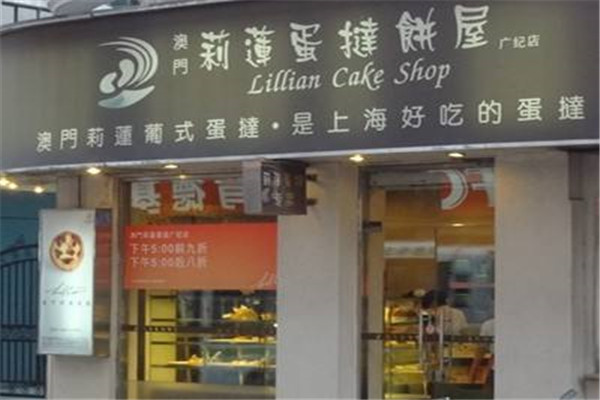 澳門
莉蓮蛋撻餅屋
广纪店
Lillian Cake Shop
澳門莉蓮葡式蛋撻·是上海好吃的蛋撻
下午5:00前九折
下午5:00后八折